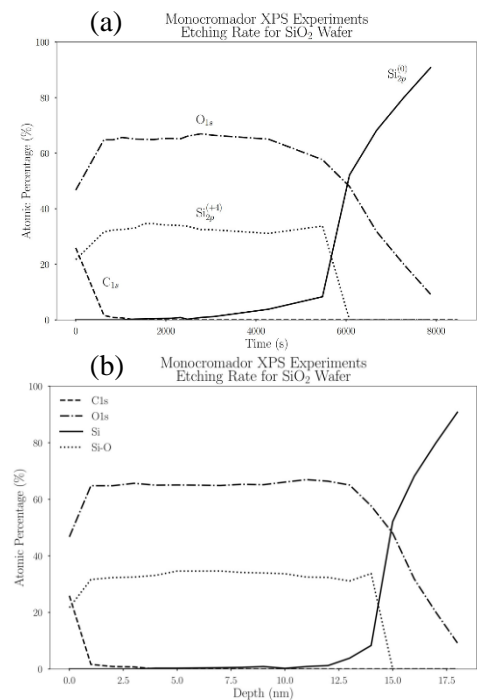 (a)
Monocromador XPS Experiments
Etching Rate for SiO₂ Wafer
Atomic Percentage (%)
100
80
60
40
20
0
O₁ₛ
Si₂ₚ⁽⁰⁾
Si₂ₚ⁽⁺⁴⁾
C₁ₛ
0 2000 4000 6000 8000
Time (s)
(b)
Monocromador XPS Experiments
Etching Rate for SiO₂ Wafer
Atomic Percentage (%)
100
80
60
40
20
0
C1s
O1s
Si
Si-O
0.0 2.5 5.0 7.5 10.0 12.5 15.0 17.5
Depth (nm)